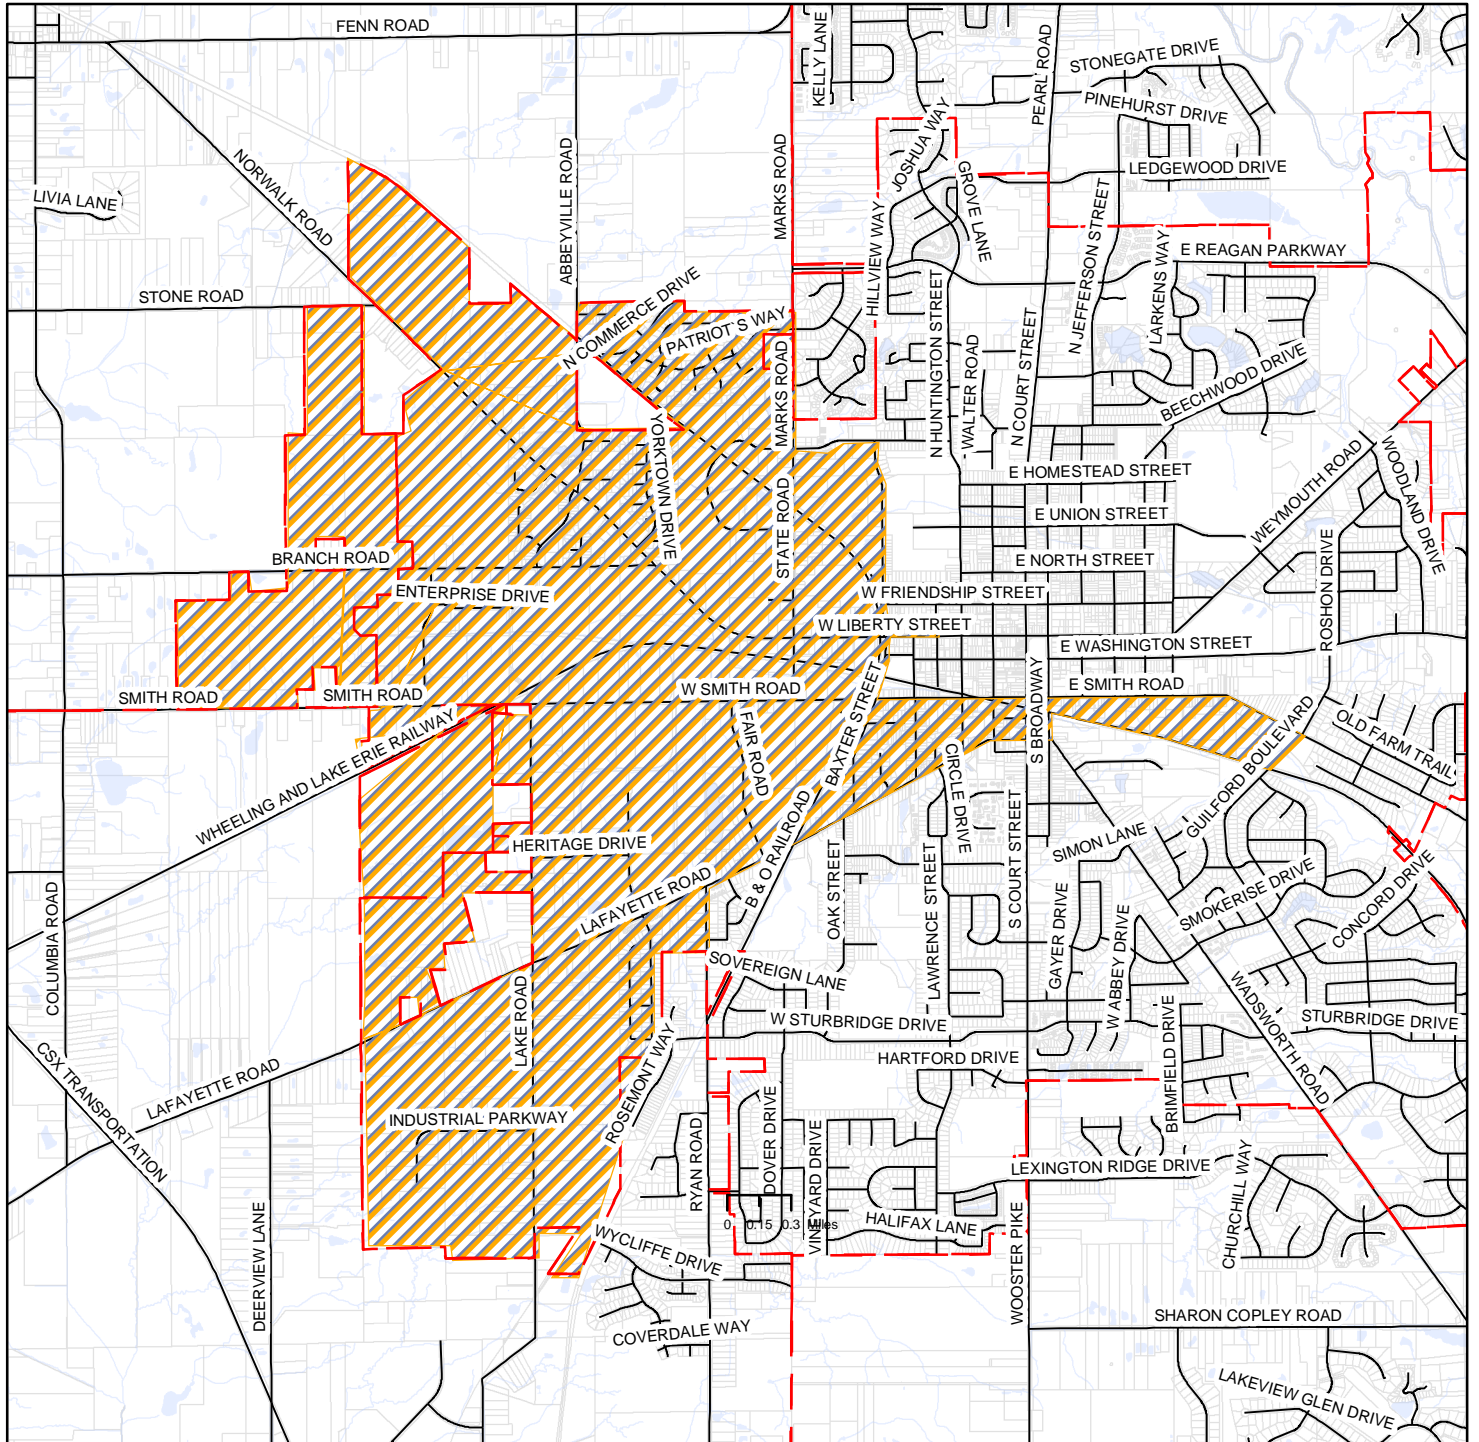 FENN ROAD
KELLY LANE
PEARL ROAD
STONEGATE DRIVE
PINEHURST DRIVE
NORWALK ROAD
ABBEYVILLE ROAD
MARKS ROAD
JOSHUA WAY
GROVE LANE
LEDGEWOOD DRIVE
LIVIA LANE
HILLVIEW WAY
N JEFFERSON STREET
LARKENS WAY
E REAGAN PARKWAY
STONE ROAD
N COMMERCE DRIVE
PATRIOT`S WAY
MARKS ROAD
N HUNTINGTON STREET
WALTER ROAD
N COURT STREET
BEECHWOOD DRIVE
YORKTOWN DRIVE
STATE ROAD
E HOMESTEAD STREET
WEYMOUTH ROAD
WOODLAND DRIVE
E UNION STREET
BRANCH ROAD
E NORTH STREET
ENTERPRISE DRIVE
W FRIENDSHIP STREET
ROSHON DRIVE
W LIBERTY STREET
E WASHINGTON STREET
SMITH ROAD
SMITH ROAD
W SMITH ROAD
E SMITH ROAD
BAXTER STREET
S BROADWAY
FAIR ROAD
OLD FARM TRAIL
WHEELING AND LAKE ERIE RAILWAY
CIRCLE DRIVE
GUILFORD BOULEVARD
HERITAGE DRIVE
B & O RAILROAD
OAK STREET
LAWRENCE STREET
S COURT STREET
SIMON LANE
SMOKERISE DRIVE
CONCORD DRIVE
LAFAYETTE ROAD
COLUMBIA ROAD
GAYER DRIVE
W ABBEY DRIVE
SOVEREIGN LANE
LAKE ROAD
W STURBRIDGE DRIVE
WADSWORTH ROAD
STURBRIDGE DRIVE
HARTFORD DRIVE
BRIMFIELD DRIVE
CSX TRANSPORTATION
LAFAYETTE ROAD
ROSEMONT WAY
INDUSTRIAL PARKWAY
RYAN ROAD
DOVER DRIVE
VINEYARD DRIVE
LEXINGTON RIDGE DRIVE
CHURCHILL WAY
0 0.15 0.3 Miles
HALIFAX LANE
DEERVIEW LANE
WYCLIFFE DRIVE
WOOSTER PIKE
COVERDALE WAY
SHARON COPLEY ROAD
LAKEVIEW GLEN DRIVE